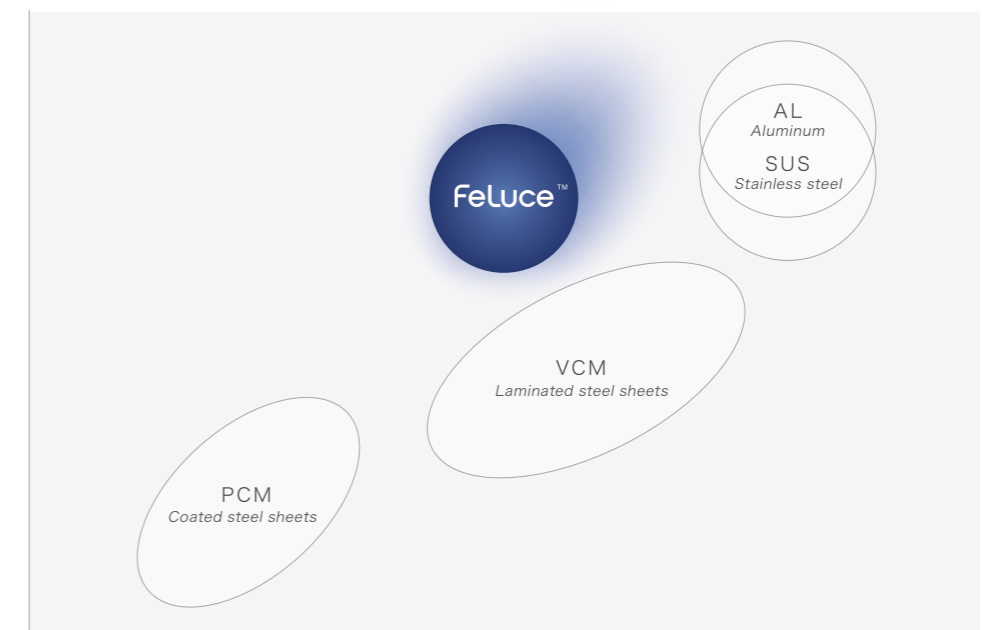 AL
Aluminum
SUS
Stainless steel
FeLuce™
VCM
Laminated steel sheets
PCM
Coated steel sheets